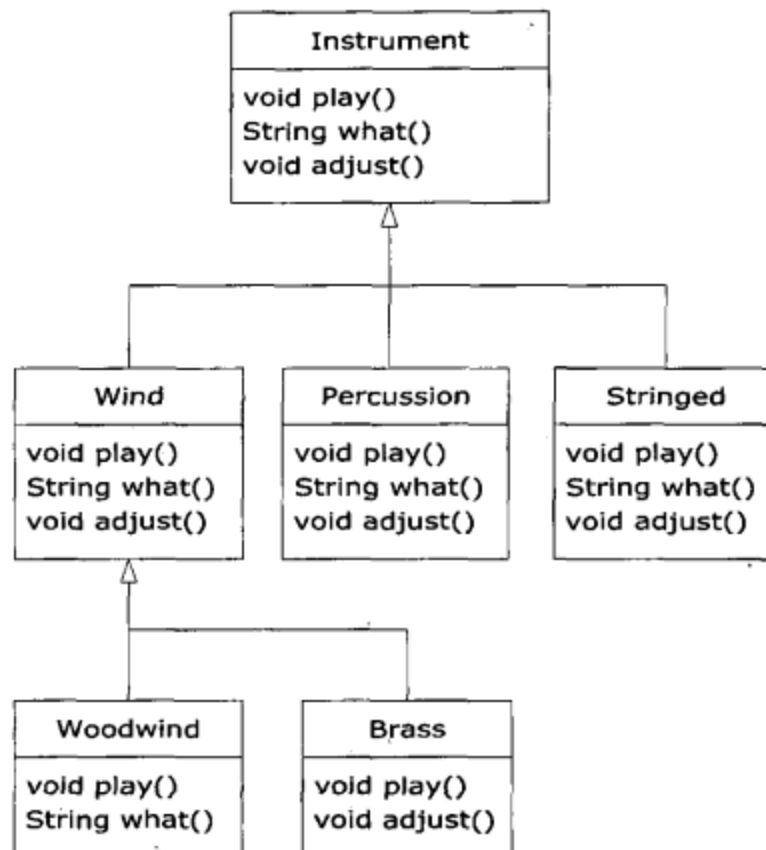 Instrument
void play()
String what()
void adjust()
Wind
void play()
String what()
void adjust()
Percussion
void play()
String what()
void adjust()
Stringed
void play()
String what()
void adjust()
Woodwind
void play()
String what()
Brass
void play()
void adjust()